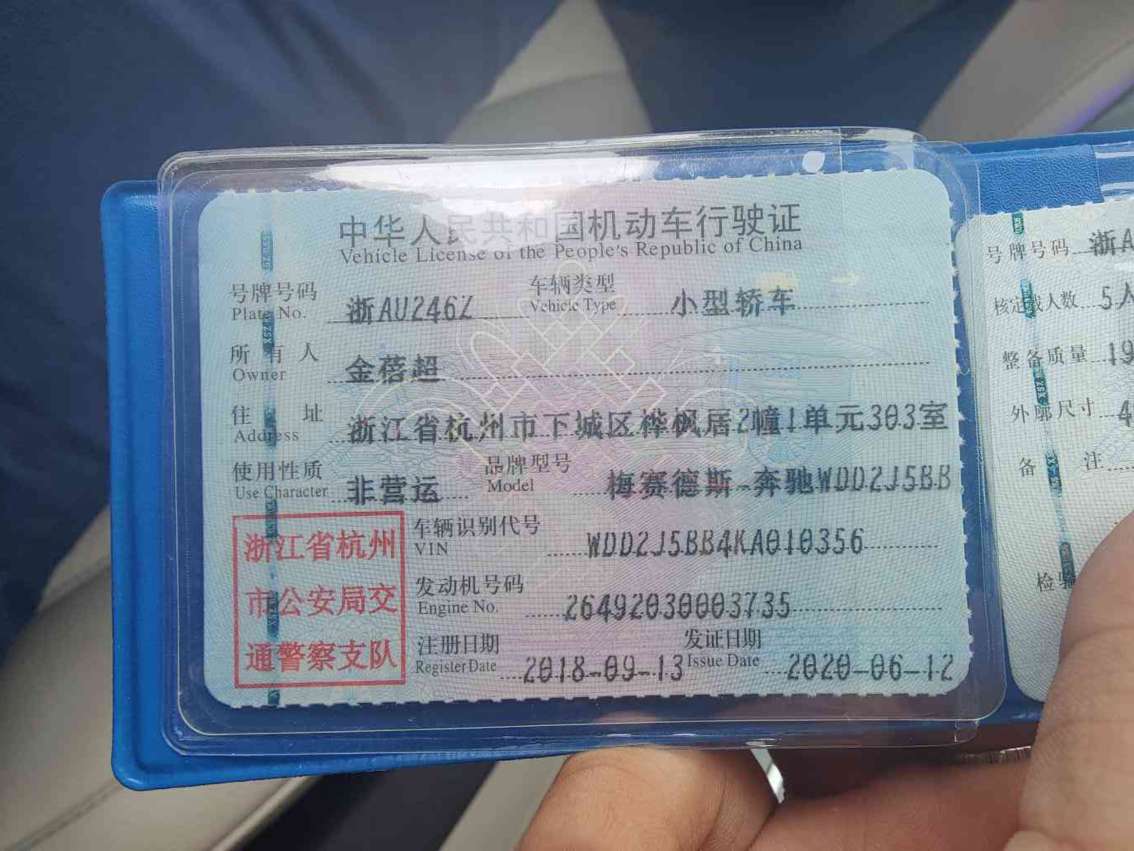 中华人民共和国机动车行驶证
Vehicle License of the People's Republic of China
号牌号码 浙AU246Z 车辆类型 小型轿车
Plate No. Vehicle Type
所有人 金蓓超
Owner
住址 浙江省杭州市下城区桦枫居2幢1单元303室
Address
使用性质 非营运 品牌型号 梅赛德斯-奔驰WDD2J5BB
Use Character Model
浙江省杭州
市公安局交
通警察支队
车辆识别代号 WDD2J5BB4KA010356
VIN
发动机号码 26492030003735
Engine No.
注册日期 2018-09-13 发证日期 2020-06-12
Register Date Issue Date
号牌号码 浙A
核定载人数 5人
整备质量 19
外廓尺寸 4
备注
检验